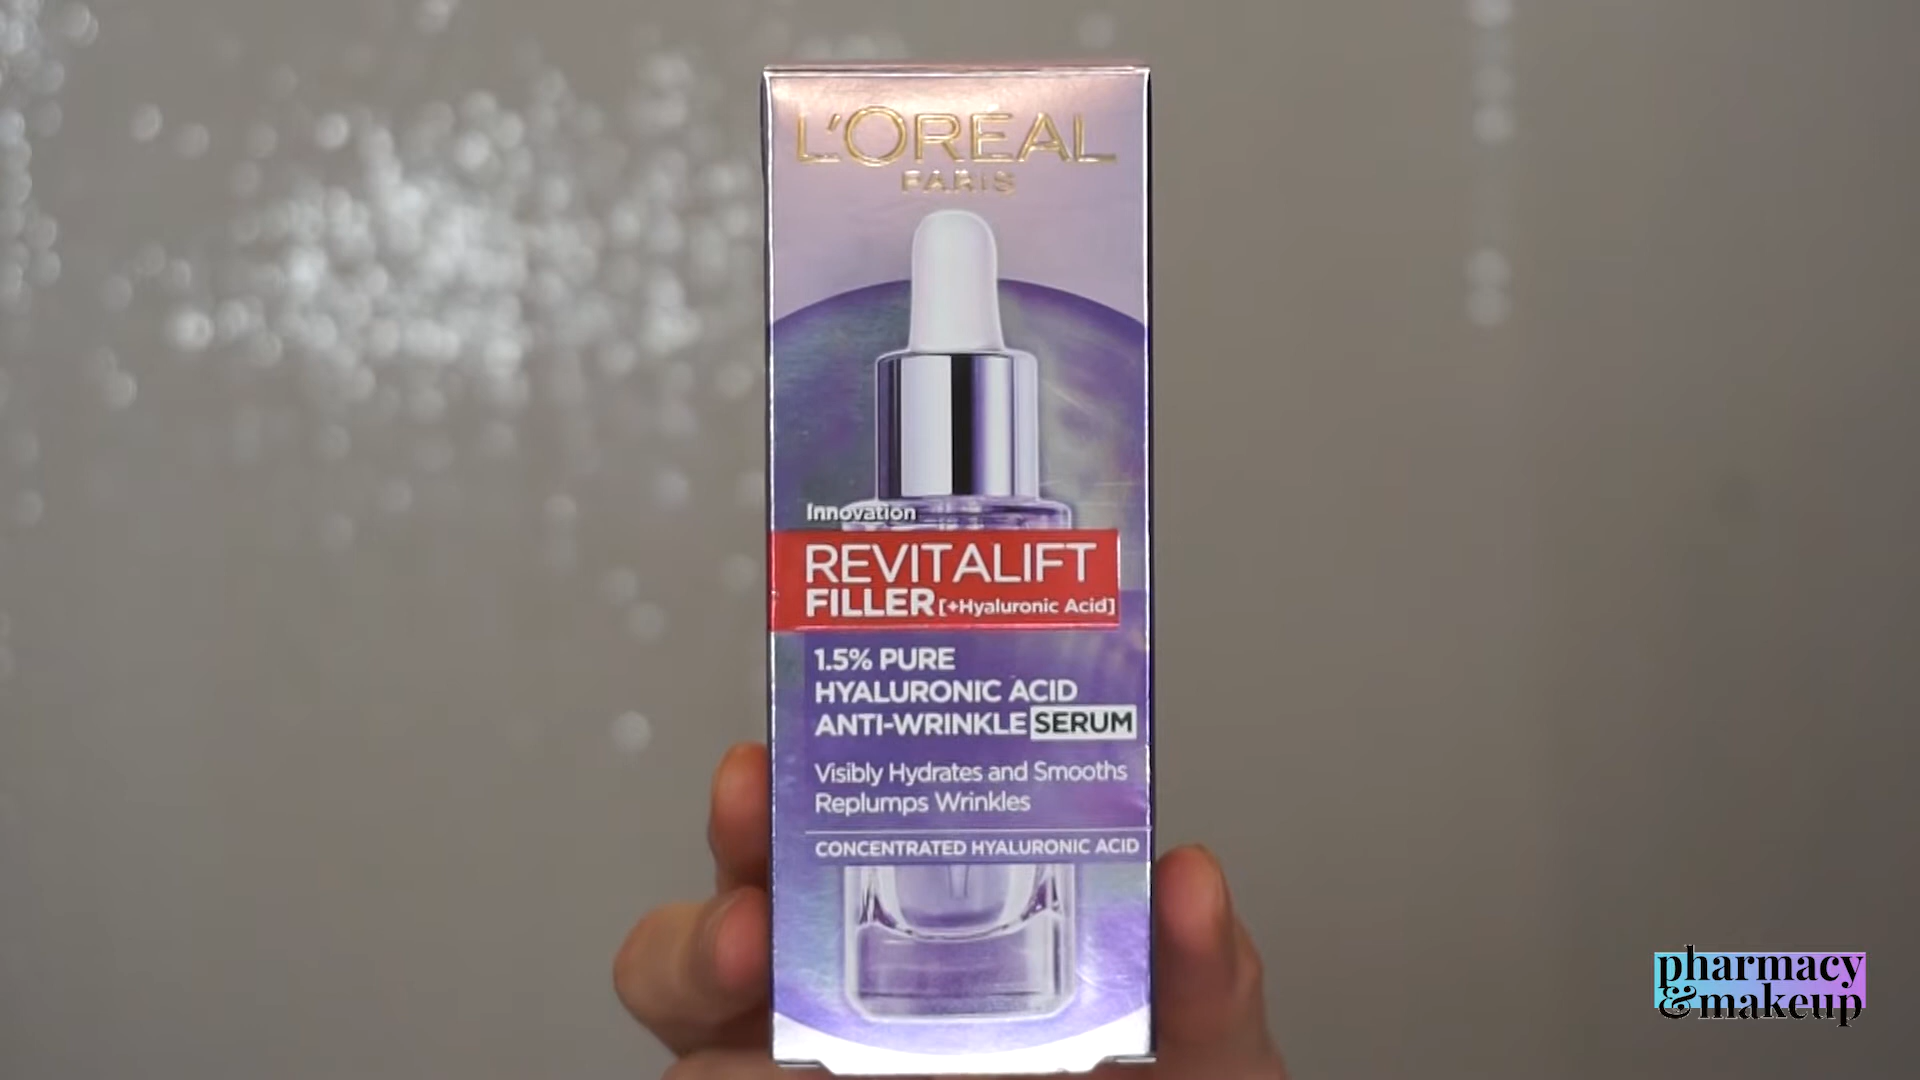 L'ORÉAL
PARIS
Innovation
REVITALIFT
FILLER [+Hyaluronic Acid]
1.5% PURE
HYALURONIC ACID
ANTI-WRINKLE SERUM
Visibly Hydrates and Smooths
Replumps Wrinkles
CONCENTRATED HYALURONIC ACID
pharmacy
&makeup